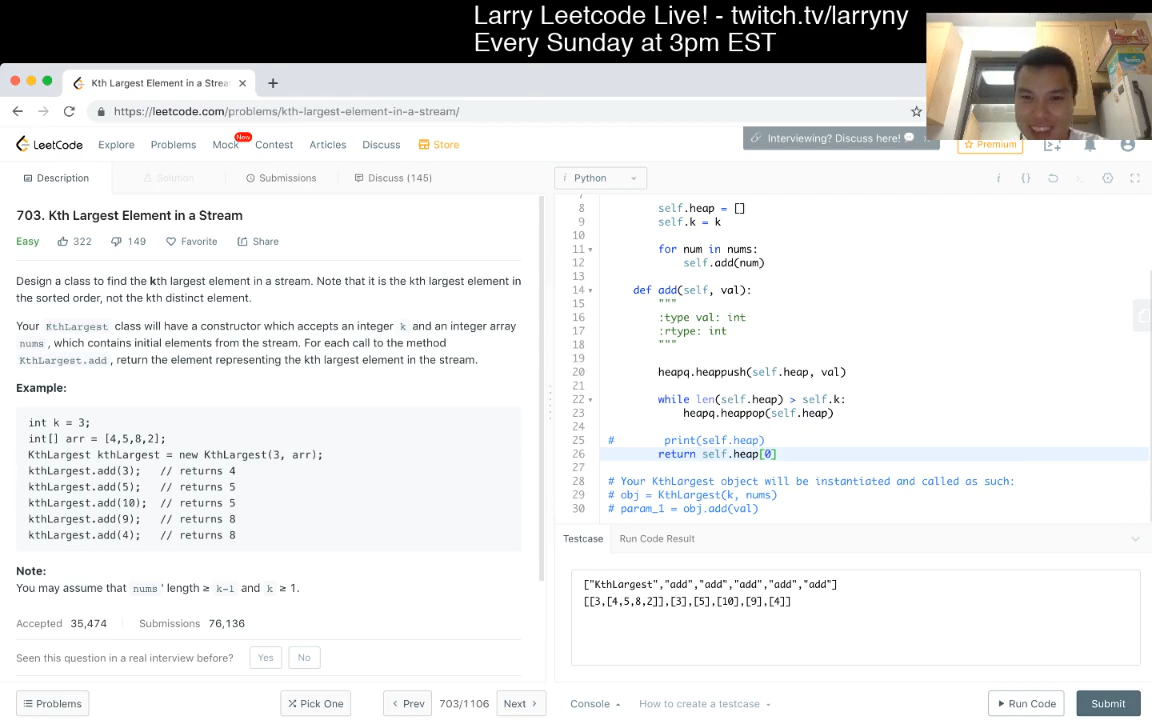 Larry Leetcode Live! - twitch.tv/larryny
Every Sunday at 3pm EST
Kth Largest Element in a Strea
https://leetcode.com/problems/kth-largest-element-in-a-stream/
LeetCode
Explore
Problems
Mock
New
Contest
Articles
Discuss
Store
Interviewing? Discuss here!
Premium
Description
Solution
Submissions
Discuss (145)
703. Kth Largest Element in a Stream
Easy
322
149
Favorite
Share
Design a class to find the kth largest element in a stream. Note that it is the kth largest element in
the sorted order, not the kth distinct element.
Your KthLargest class will have a constructor which accepts an integer k and an integer array
nums , which contains initial elements from the stream. For each call to the method
KthLargest.add , return the element representing the kth largest element in the stream.
Example:
int k = 3;
int[] arr = [4,5,8,2];
KthLargest kthLargest = new KthLargest(3, arr);
kthLargest.add(3);   // returns 4
kthLargest.add(5);   // returns 5
kthLargest.add(10);  // returns 5
kthLargest.add(9);   // returns 8
kthLargest.add(4);   // returns 8
Note:
You may assume that nums ' length ≥ k-1 and k ≥ 1.
Accepted 35,474
Submissions 76,136
Seen this question in a real interview before?
Yes
No
Problems
Pick One
Prev
703/1106
Next
i Python
i
{}
8 self.heap = []
9 self.k = k
10
11 for num in nums:
12 self.add(num)
13
14 def add(self, val):
15 """
16 :type val: int
17 :rtype: int
18 """
19
20 heapq.heappush(self.heap, val)
21
22 while len(self.heap) > self.k:
23 heapq.heappop(self.heap)
24
25 # print(self.heap)
26 return self.heap[0]
27
28 # Your KthLargest object will be instantiated and called as such:
29 # obj = KthLargest(k, nums)
30 # param_1 = obj.add(val)
Testcase
Run Code Result
["KthLargest","add","add","add","add","add"]
[[3,[4,5,8,2]],[3],[5],[10],[9],[4]]
Console
How to create a testcase
Run Code
Submit